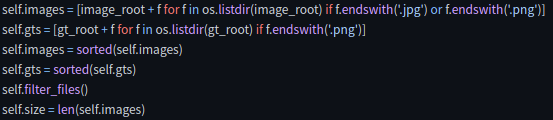 self.images = [image_root + f for f in os.listdir(image_root) if f.endswith('.jpg') or f.endswith('.png')]
self.gts = [gt_root + f for f in os.listdir(gt_root) if f.endswith('.png')]
self.images = sorted(self.images)
self.gts = sorted(self.gts)
self.filter_files()
self.size = len(self.images)